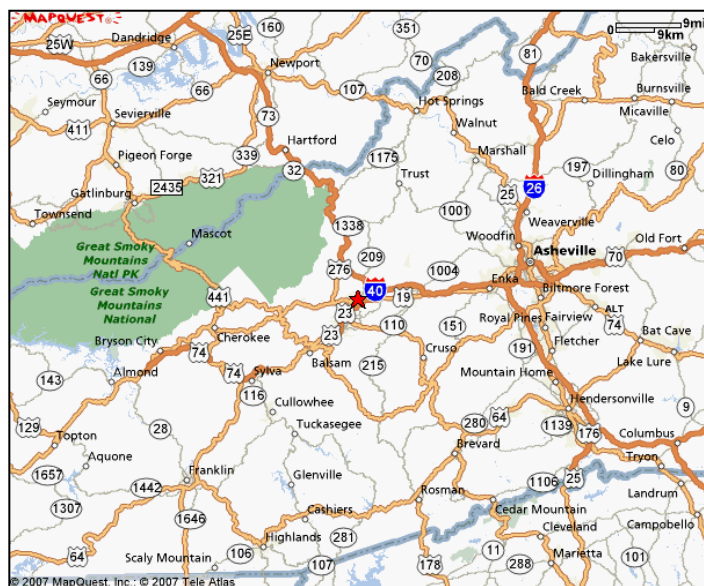 MAPQUEST
9mi
0
9km
160
351
81
Bakersville
25W
Dandridge
25E
139
Newport
70
208
66
66
107
Bald Creek
Burnsville
Seymour
Hot Springs
Micaville
Sevierville
73
Walnut
411
Hartford
Celo
339
1175
Marshall
Pigeon Forge
32
Trust
197
80
321
Dillingham
2435
25
26
Gatlinburg
1001
Townsend
1338
Weaverville
Mascot
209
Woodfin
Great Smoky
Mountains
Natl PK
Asheville
Old Fort
276
1004
70
Great Smoky
Mountains
National
40
Enka
441
19
Biltmore Forest
23
ALT
110
151
Royal Pines
Fairview
74
Bryson City
Cherokee
23
Bat Cave
74
191
Fletcher
Balsam
Cruso
143
74
215
Lake Lure
Almond
Sylva
Mountain Home
116
Cullowhee
Hendersonville
9
129
28
64
Tuckasegee
280
1139
176
Columbus
Topton
Brevard
Aquone
Tryon
1657
Franklin
1106
25
1442
Glenville
Landrum
Rosman
1307
Cedar Mountain
1646
Cashiers
Campobello
281
Cleveland
64
106
Highlands
11
101
Scaly Mountain
107
178
288
Marietta
© 2007 MapQuest, Inc.; © 2007 Tele Atlas